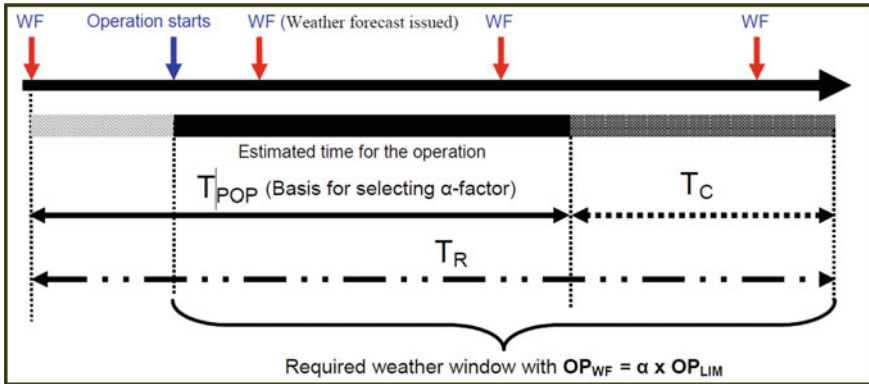 WF Operation starts WF (Weather forecast issued) WF WF
Estimated time for the operation
TPOP (Basis for selecting α-factor) TC
TR
Required weather window with OPWF = α x OPLIM